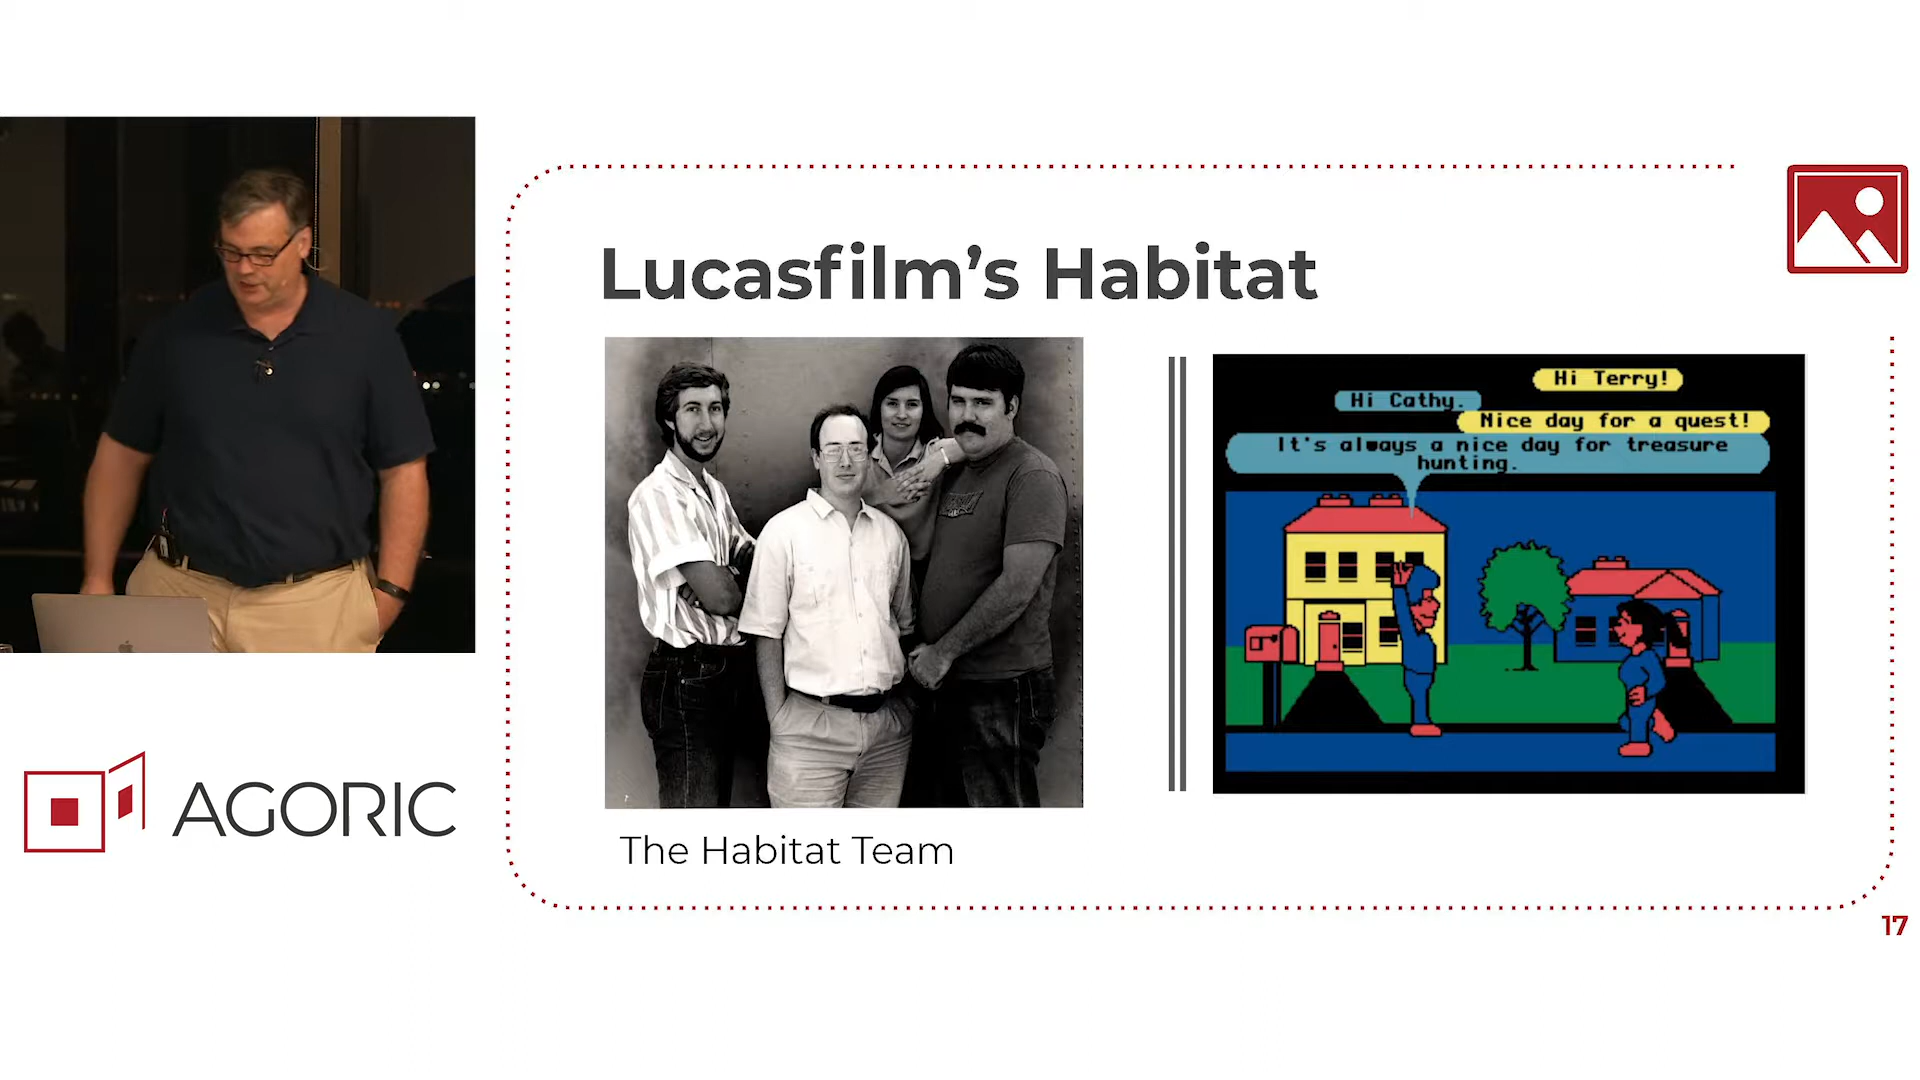 Lucasfilm’s Habitat
Hi Terry!
Hi Cathy.
Nice day for a quest!
It's always a nice day for treasure
hunting.
The Habitat Team
AGORIC
17